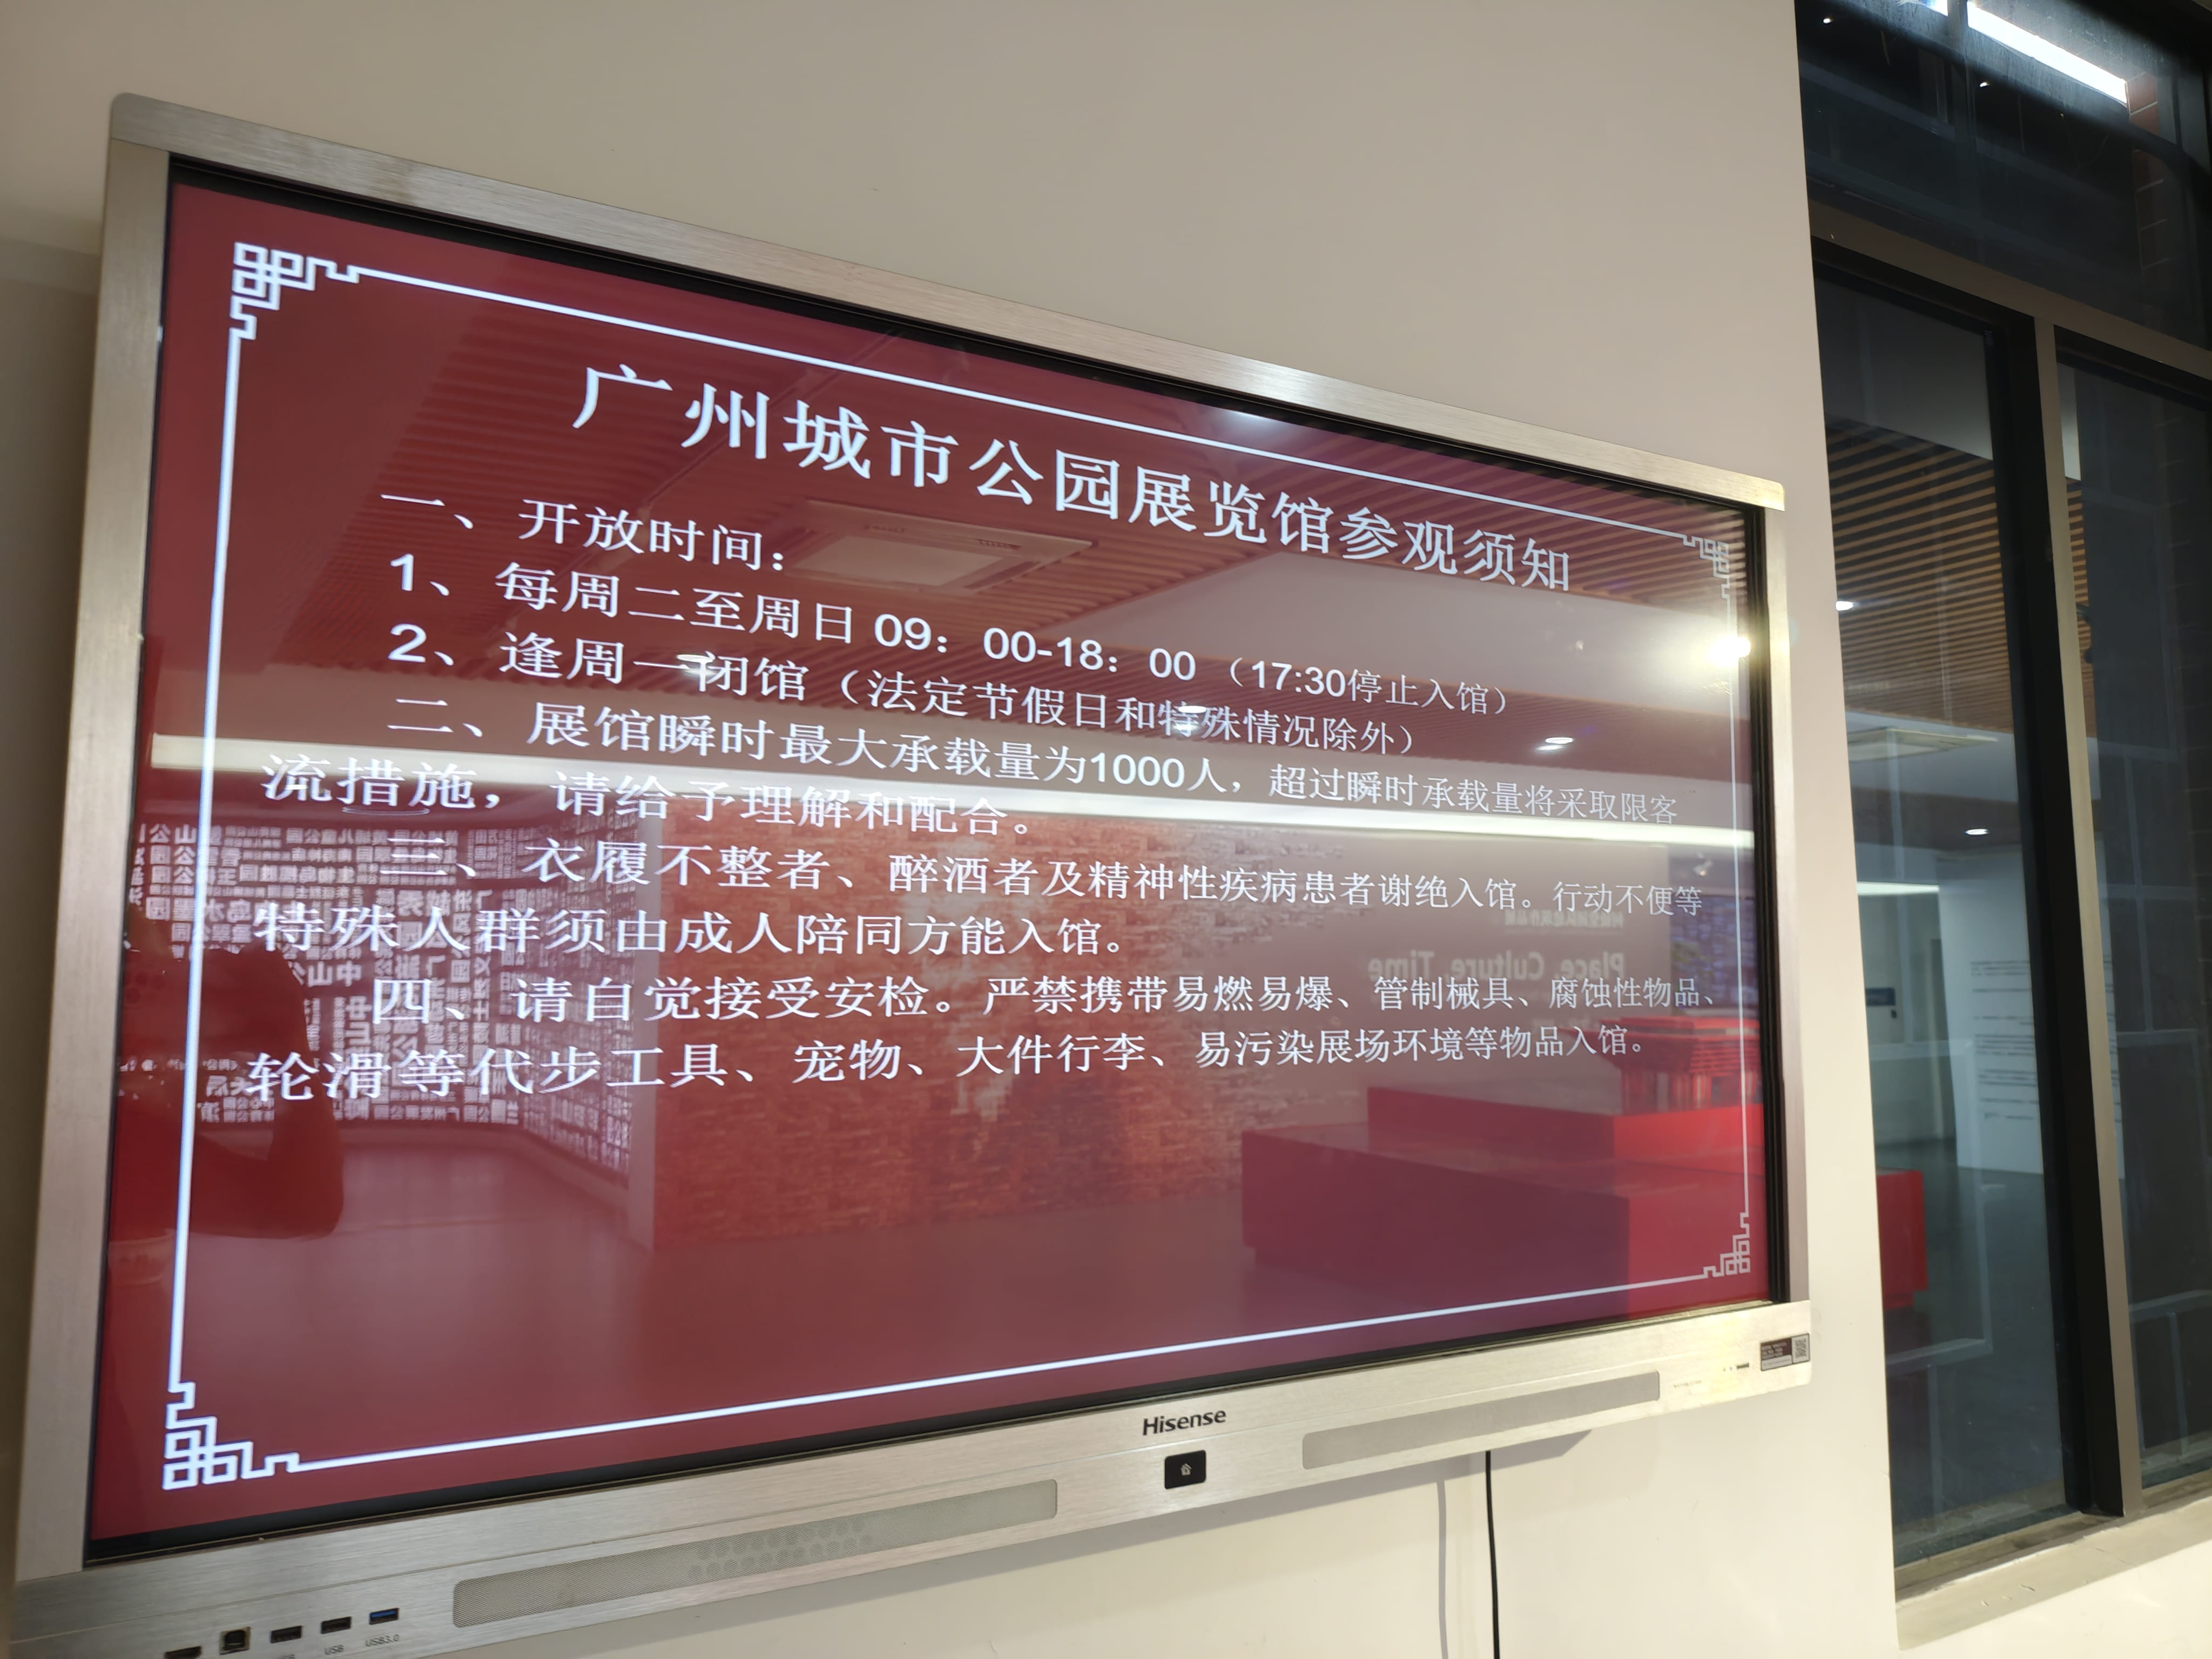 广州城市公园展览馆参观须知
一、开放时间：
1、每周二至周日 09：00-18：00（17:30停止入馆）
2、逢周一闭馆（法定节假日和特殊情况除外）
二、展馆瞬时最大承载量为1000人，超过瞬时承载量将采取限客
流措施，请给予理解和配合。
三、衣履不整者、醉酒者及精神性疾病患者谢绝入馆。行动不便等
特殊人群须由成人陪同方能入馆。
四、请自觉接受安检。严禁携带易燃易爆、管制械具、腐蚀性物品、
轮滑等代步工具、宠物、大件行李、易污染展场环境等物品入馆。
Place, Culture, Time
Hisense
USB
USB3.0